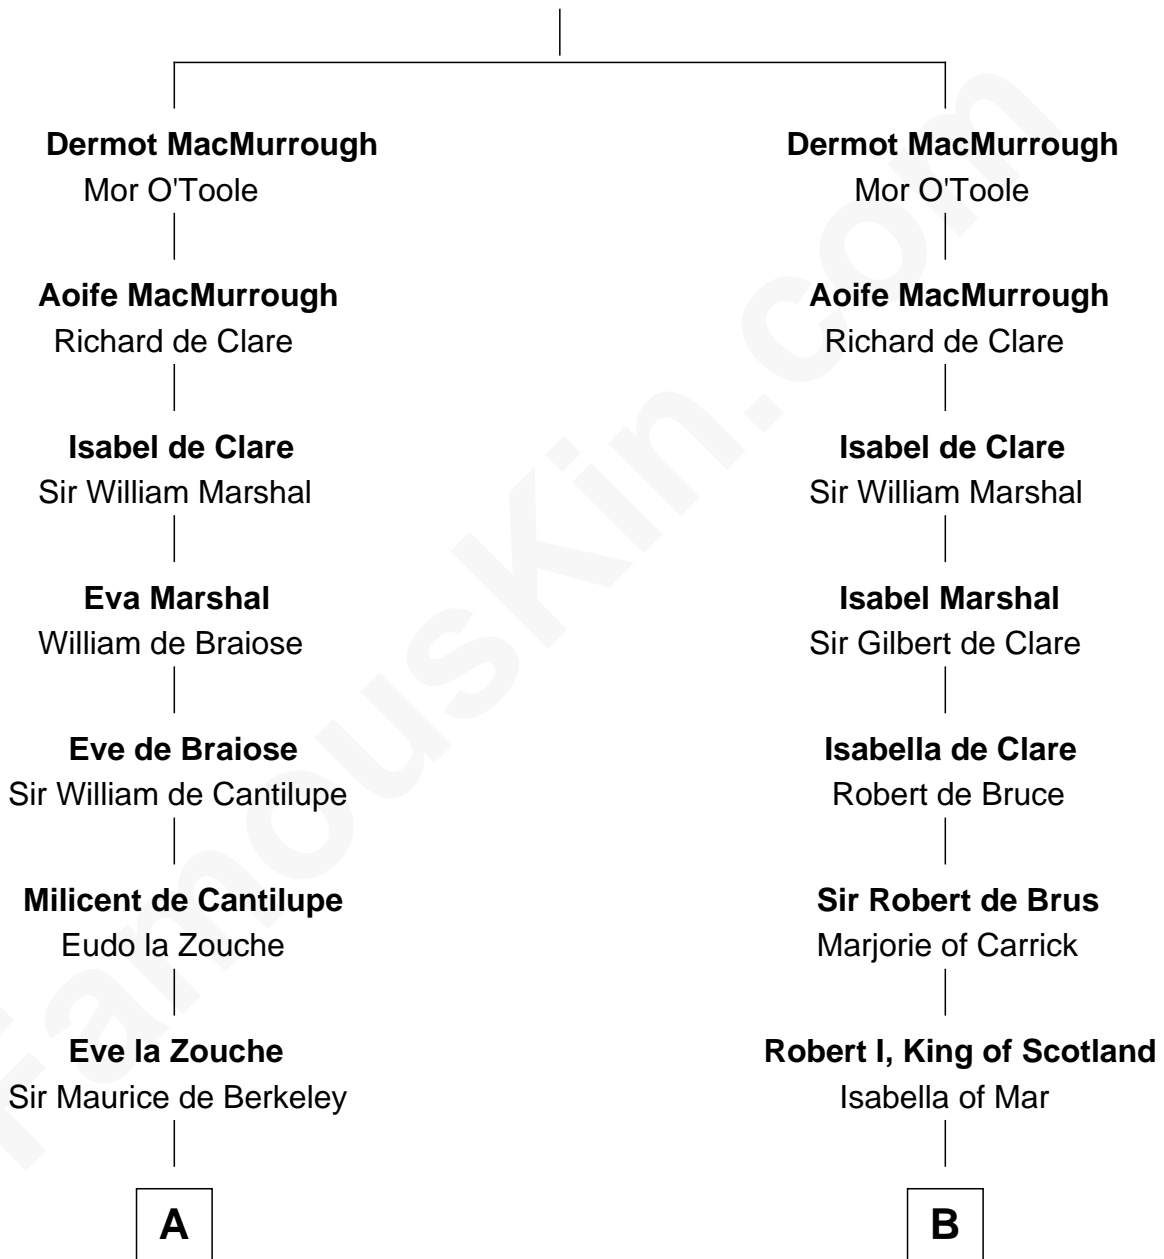 Dermot MacMurrough
Mor O'Toole
Aoife MacMurrough
Richard de Clare
Isabel de Clare
Sir William Marshal
Eva Marshal
William de Braiose
Eve de Braiose
Sir William de Cantilupe
Milicent de Cantilupe
Eudo la Zouche
Eve la Zouche
Sir Maurice de Berkeley
A
Dermot MacMurrough
Mor O'Toole
Aoife MacMurrough
Richard de Clare
Isabel de Clare
Sir William Marshal
Isabel Marshal
Sir Gilbert de Clare
Isabella de Clare
Robert de Bruce
Sir Robert de Brus
Marjorie of Carrick
Robert I, King of Scotland
Isabella of Mar
B
FamousKin.com